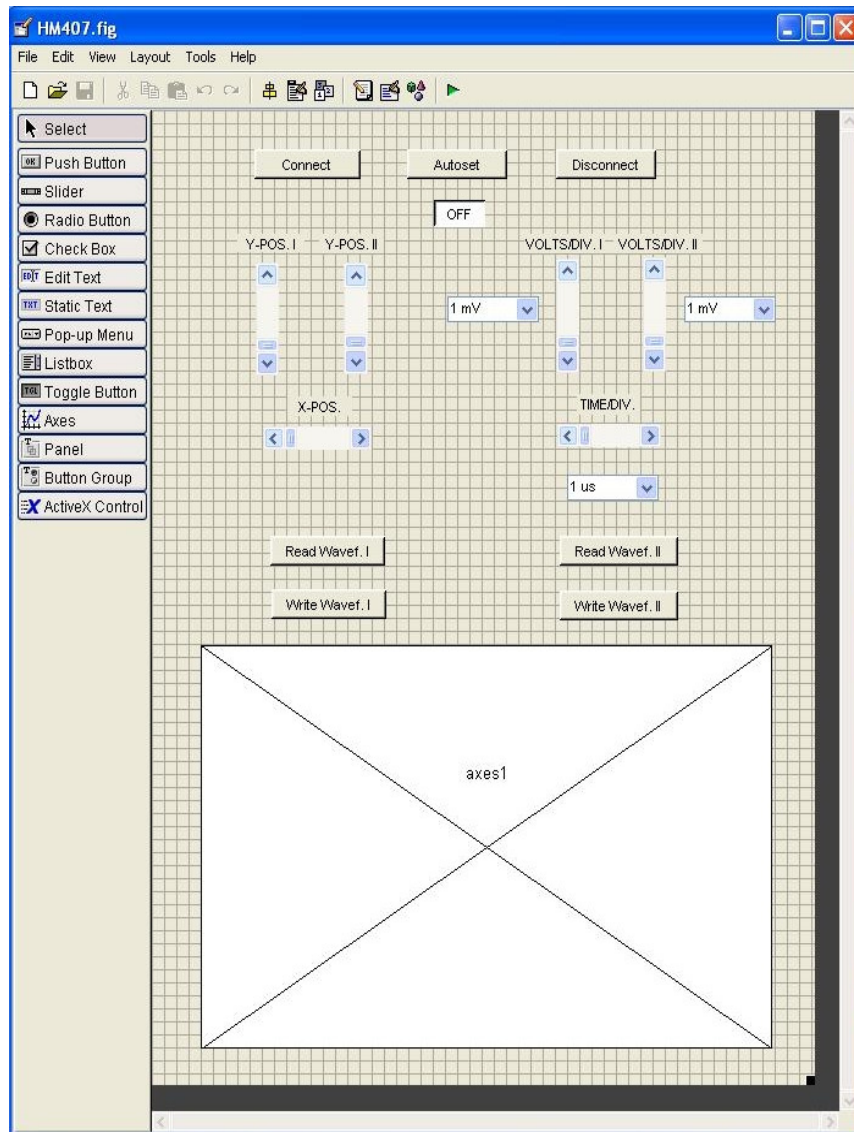 HM407.fig
File Edit View Layout Tools Help
Select
Push Button
Slider
Radio Button
Check Box
Edit Text
Static Text
Pop-up Menu
Listbox
Toggle Button
Axes
Panel
Button Group
ActiveX Control
Connect Autoset Disconnect
OFF
Y-POS. I Y-POS. II VOLTS/DIV. I VOLTS/DIV. II
1 mV 1 mV
X-POS. TIME/DIV.
1 us
Read Wavef. I Read Wavef. II
Write Wavef. I Write Wavef. II
axes1